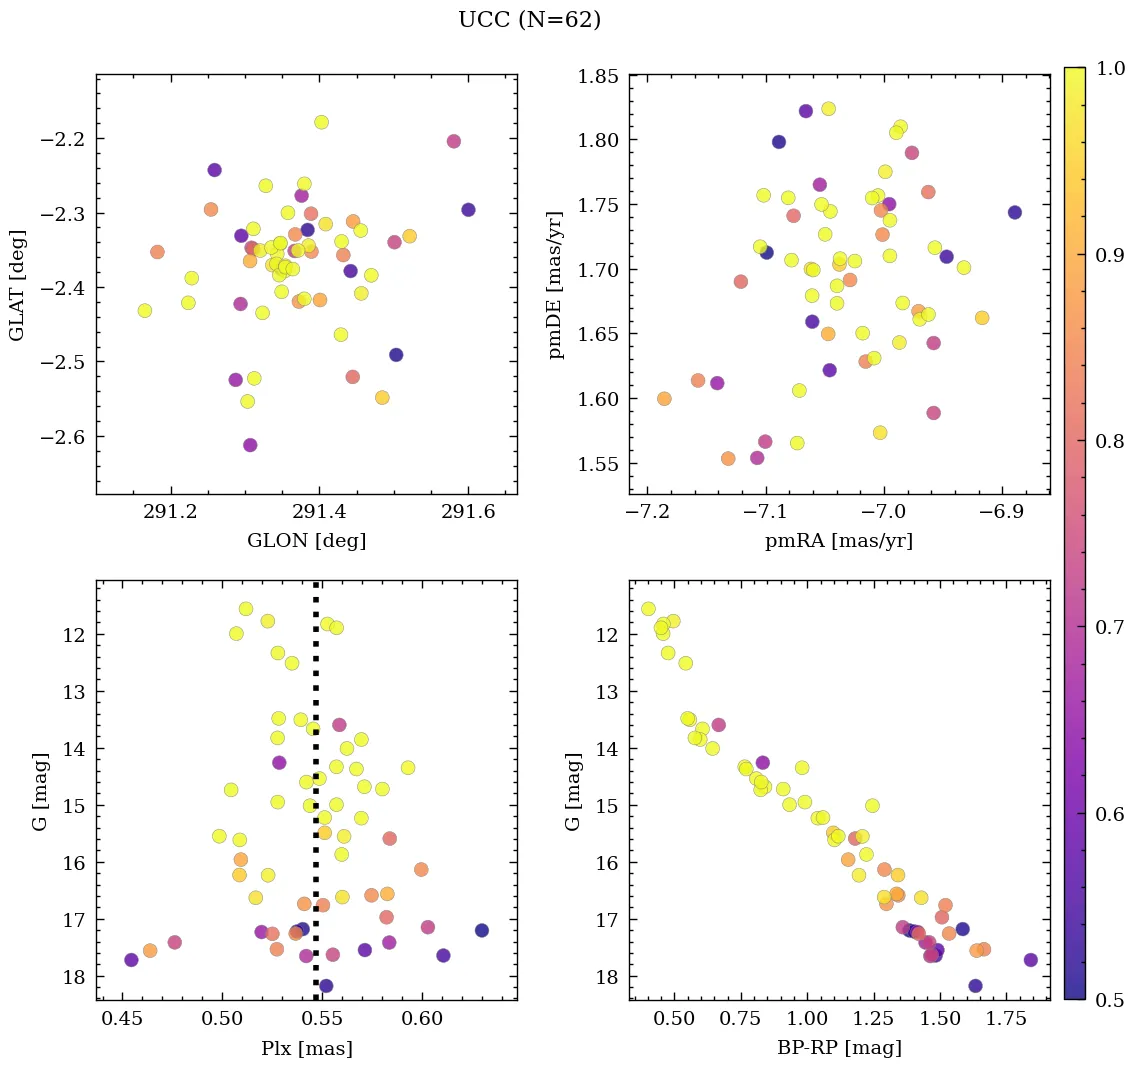 UCC (N=62)
−2.2
−2.3
−2.4
−2.5
−2.6
GLAT [deg]
291.2 291.4 291.6
GLON [deg]
1.85
1.80
1.75
1.70
1.65
1.60
1.55
pmDE [mas/yr]
−7.2 −7.1 −7.0 −6.9
pmRA [mas/yr]
1.0
0.9
0.8
0.7
0.6
0.5
12
13
14
15
16
17
18
G [mag]
0.45 0.50 0.55 0.60
Plx [mas]
12
13
14
15
16
17
18
G [mag]
0.50 0.75 1.00 1.25 1.50 1.75
BP-RP [mag]